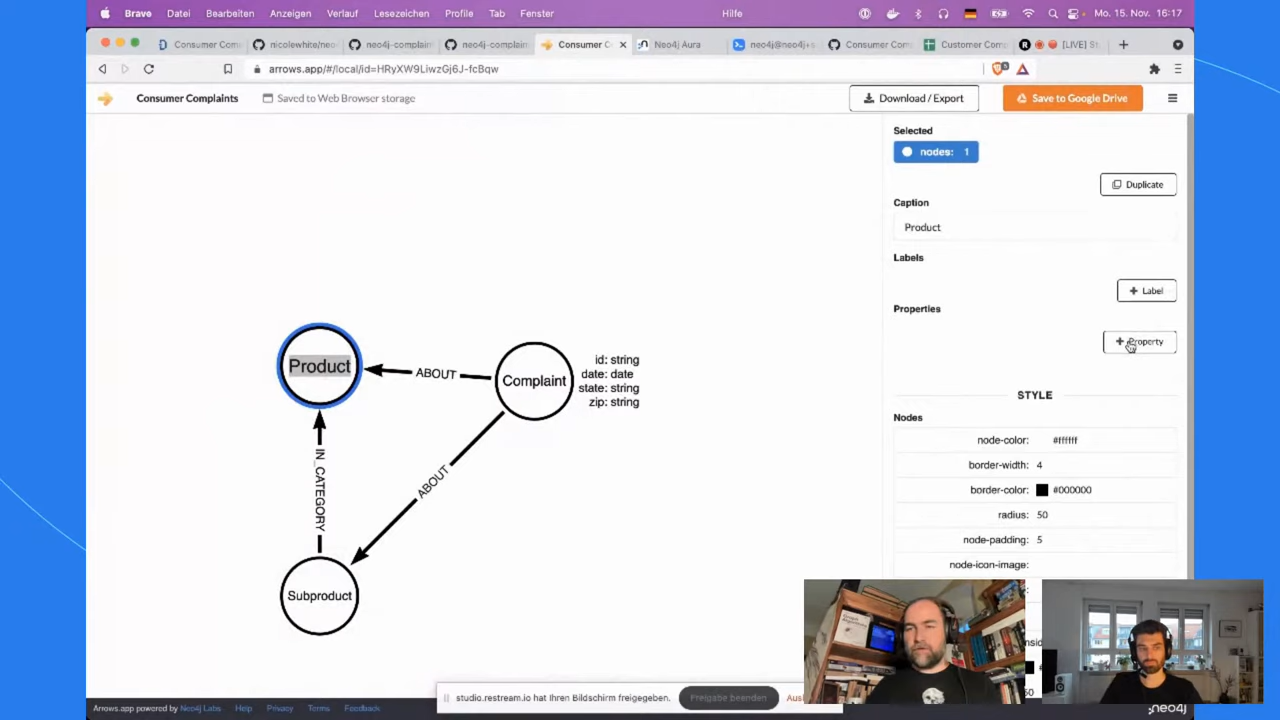 Bravo Datei Bearbeiten Anzeigen Verlauf Lesezeichen Profile Tab Fenster Hilfe Mo. 15. Nov. 16:17
Consumer Com nicolewhite/neo neo4j-complain neo4j-complain Consumer C Neo4j Aura neo4j@neo4j+s Consumer Com Customer Com [LIVE] St
arrows.app/#/local/id=HRyXW9LiwzGj6J-fcBqw
Consumer Complaints Saved to Web Browser storage Download / Export Save to Google Drive
Selected
nodes: 1
Duplicate
Caption
Product
Labels
+ Label
Properties
+ Property
STYLE
Nodes
node-color: #ffffff
border-width: 4
border-color: #000000
radius: 50
node-padding: 5
node-icon-image:
Product
ABOUT
Complaint
id: string
date: date
state: string
zip: string
IN_CATEGORY
ABOUT
Subproduct
studio.restream.io hat Ihren Bildschirm freigegeben. Freigabe beenden
Arrows.app powered by Neo4j Labs Help Privacy Terms Feedback
neo4j